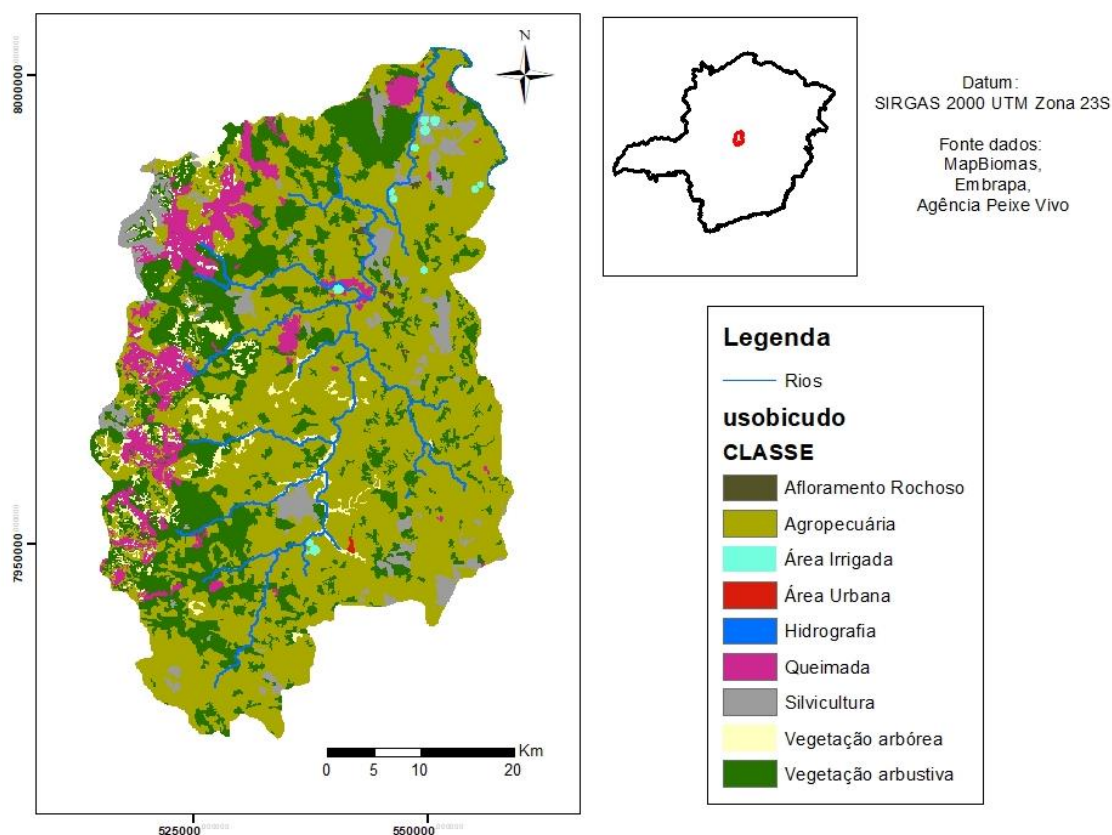 N
8000000
7950000
525000
550000
Km
0 5 10 20
Datum:
SIRGAS 2000 UTM Zona 23S
Fonte dados:
MapBiomas,
Embrapa,
Agência Peixe Vivo
Legenda
Rios
usobicudo
CLASSE
Afloramento Rochoso
Agropecuária
Área Irrigada
Área Urbana
Hidrografia
Queimada
Silvicultura
Vegetação arbórea
Vegetação arbustiva